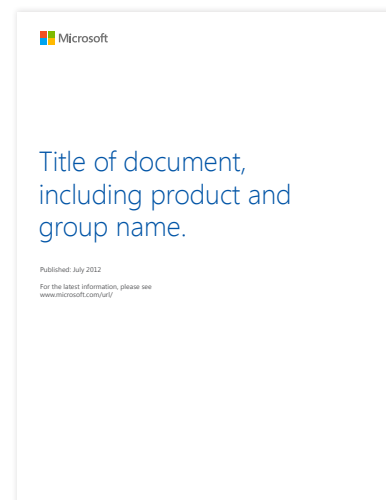 Microsoft
Title of document,
including product and
group name.
Published: July 2012
For the latest information, please see
www.microsoft.com/url/